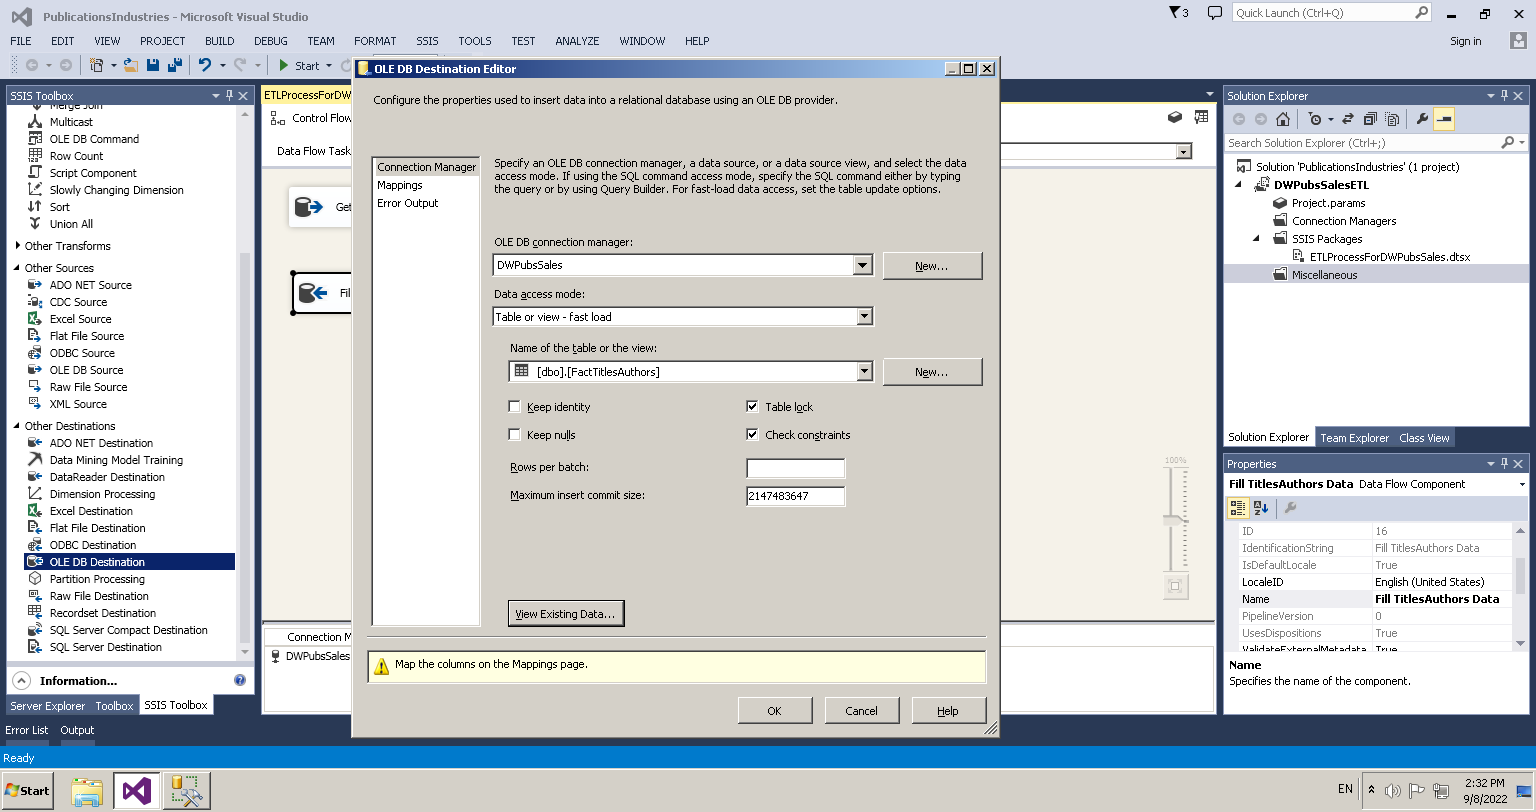 PublicationsIndustries - Microsoft Visual Studio
3
Quick Launch (Ctrl+Q)
FILE EDIT VIEW PROJECT BUILD DEBUG TEAM FORMAT SSIS TOOLS TEST ANALYZE WINDOW HELP
Sign in
Start
SSIS Toolbox
Merge Join
Multicast
OLE DB Command
Row Count
Script Component
Slowly Changing Dimension
Sort
Union All
Other Transforms
Other Sources
ADO NET Source
CDC Source
Excel Source
Flat File Source
ODBC Source
OLE DB Source
Raw File Source
XML Source
Other Destinations
ADO NET Destination
Data Mining Model Training
DataReader Destination
Dimension Processing
Excel Destination
Flat File Destination
ODBC Destination
OLE DB Destination
Partition Processing
Raw File Destination
Recordset Destination
SQL Server Compact Destination
SQL Server Destination
Information...
Server Explorer Toolbox SSIS Toolbox
Error List Output
Ready
ETLProcessForDW
Control Flow
Data Flow Task
Get
Fil
100%
Connection M
DWPubsSales
OLE DB Destination Editor
Configure the properties used to insert data into a relational database using an OLE DB provider.
Connection Manager
Mappings
Error Output
Specify an OLE DB connection manager, a data source, or a data source view, and select the data
access mode. If using the SQL command access mode, specify the SQL command either by typing
the query or by using Query Builder. For fast-load data access, set the table update options.
OLE DB connection manager:
DWPubsSales
New...
Data access mode:
Table or view - fast load
Name of the table or the view:
[dbo].[FactTitlesAuthors]
New...
Keep identity
Table lock
Keep nulls
Check constraints
Rows per batch:
Maximum insert commit size:
2147483647
View Existing Data...
Map the columns on the Mappings page.
OK Cancel Help
Solution Explorer
Search Solution Explorer (Ctrl+;)
Solution 'PublicationsIndustries' (1 project)
DWPubsSalesETL
Project.params
Connection Managers
SSIS Packages
ETLProcessForDWPubSales.dtsx
Miscellaneous
Solution Explorer Team Explorer Class View
Properties
Fill TitlesAuthors Data Data Flow Component
ID 16
IdentificationString Fill TitlesAuthors Data
IsDefaultLocale True
LocaleID English (United States)
Name Fill TitlesAuthors Data
PipelineVersion 0
UsesDispositions True
ValidateExternalMetadata True
Name
Specifies the name of the component.
Start
EN
2:32 PM
9/8/2022